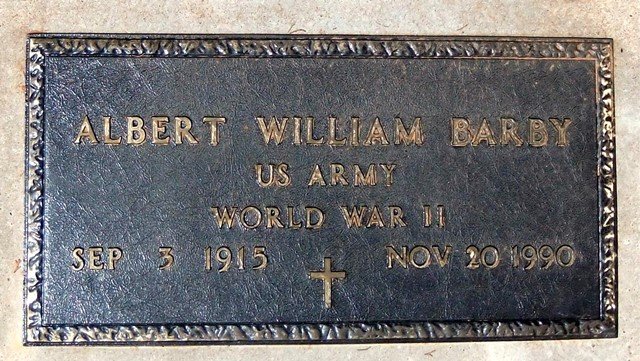 ALBERT WILLIAM BARBY
US ARMY
WORLD WAR II
SEP 3 1915 NOV 20 1990